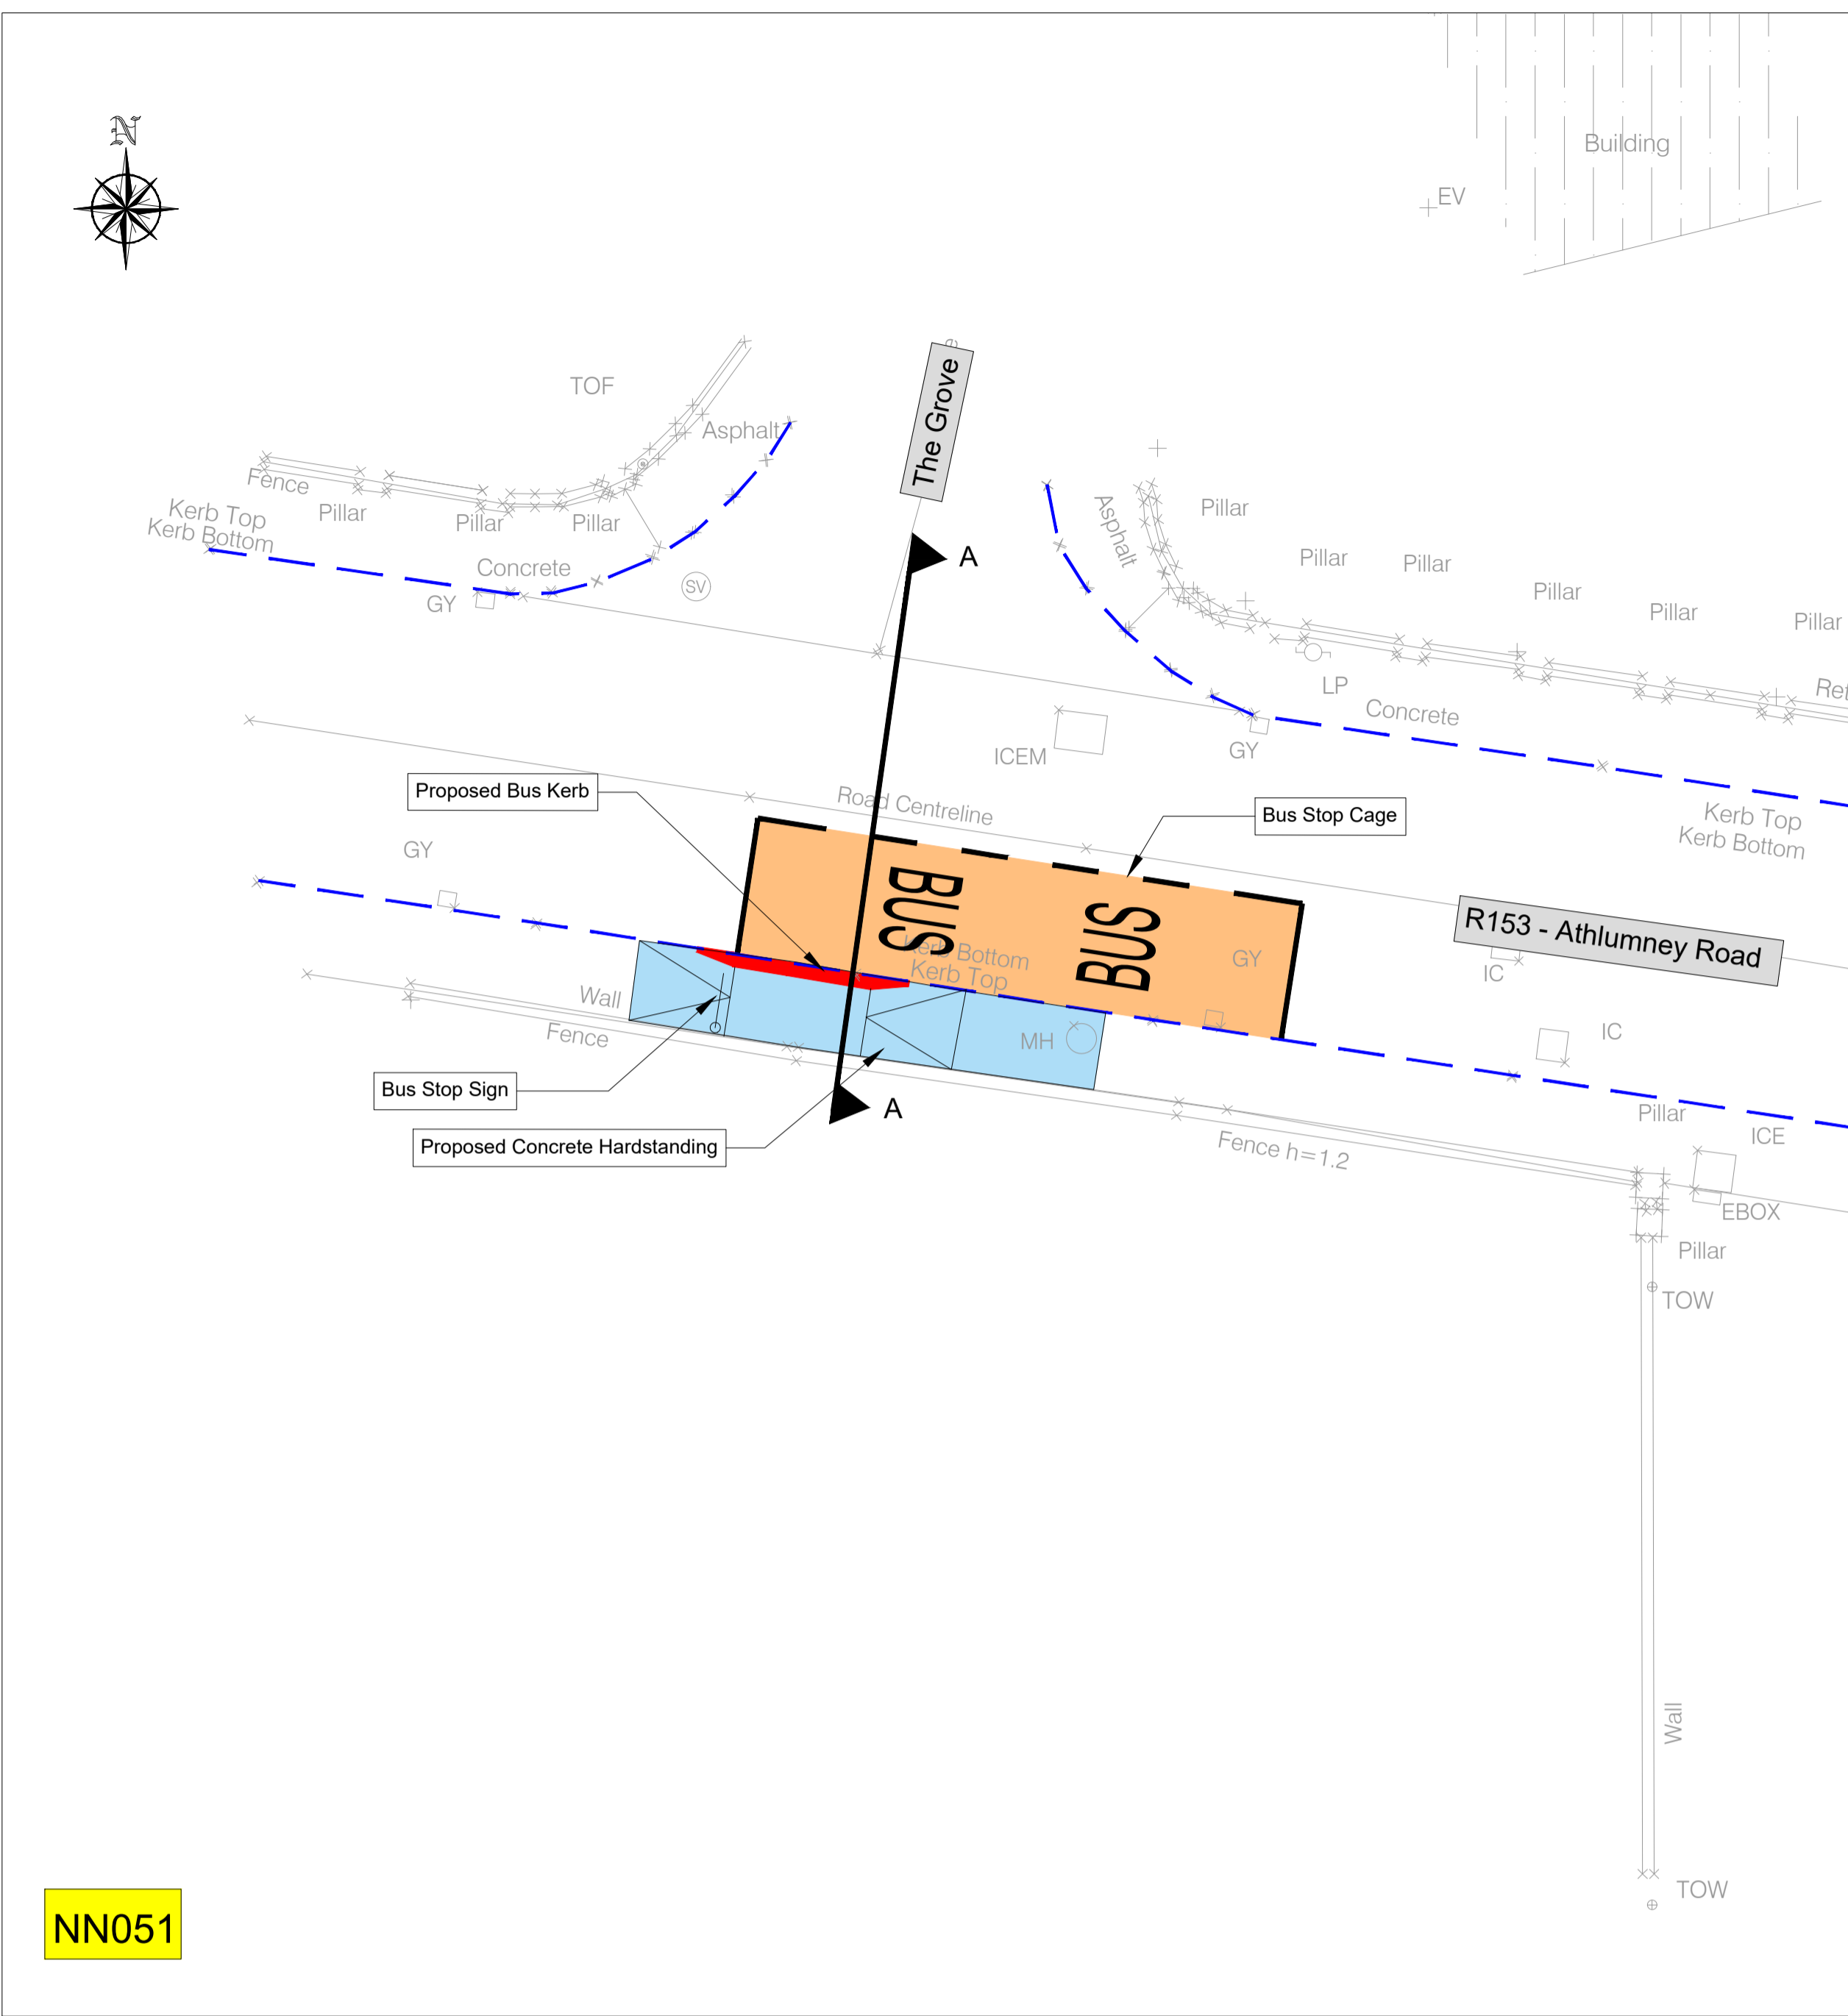 N
Building
EV
TOF
Asphalt
The Grove
Fence
Pillar
Pillar
Pillar
Kerb Top
Kerb Bottom
Concrete
GY
SV
A
Asphalt
Pillar
Pillar
Pillar
Pillar
Pillar
Pillar
LP
Concrete
Ret
ICEM
GY
Proposed Bus Kerb
Road Centreline
Bus Stop Cage
Kerb Top
Kerb Bottom
GY
BUS
BUS
Kerb Bottom
Kerb Top
GY
R153 - Athlumney Road
IC
IC
Wall
Fence
MH
Bus Stop Sign
A
Proposed Concrete Hardstanding
Fence h=1.2
Pillar
ICE
EBOX
Pillar
TOW
Wall
TOW
NN051